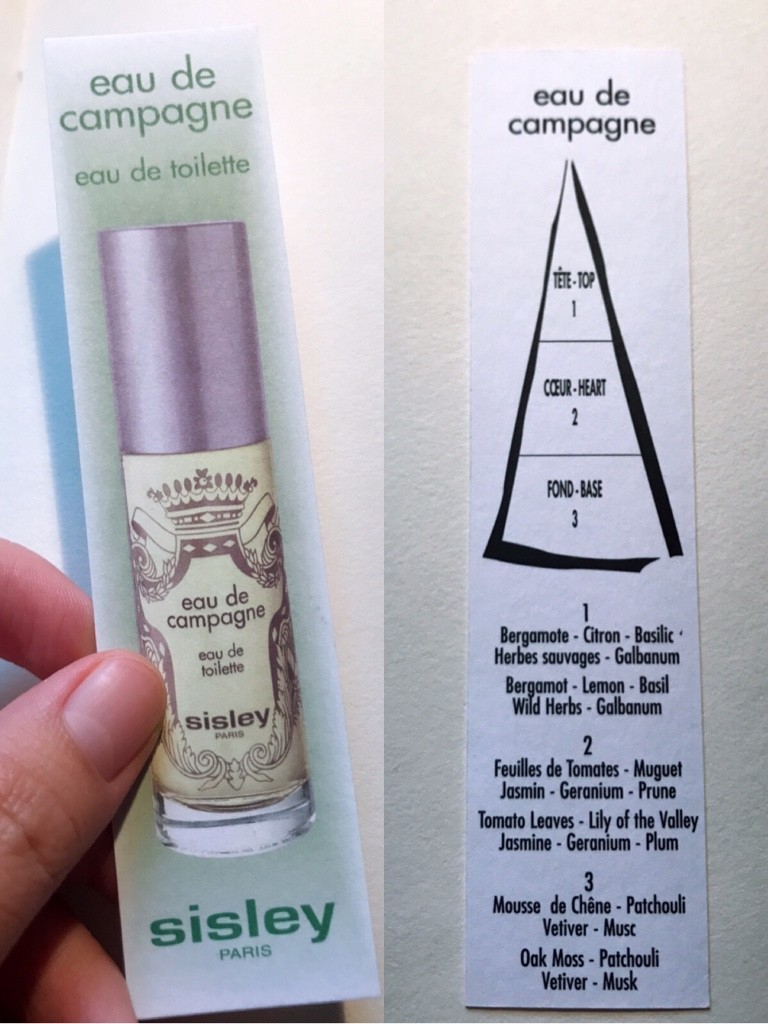 eau de
campagne
eau de toilette
eau de
campagne
eau de
toilette
sisley
PARIS
sisley
PARIS
eau de
campagne
TÊTE-TOP
1
CŒUR-HEART
2
FOND-BASE
3
1
Bergamote - Citron - Basilic
Herbes sauvages - Galbanum
Bergamot - Lemon - Basil
Wild Herbs - Galbanum
2
Feuilles de Tomates - Muguet
Jasmin - Geranium - Prune
Tomato Leaves - Lily of the Valley
Jasmine - Geranium - Plum
3
Mousse de Chêne - Patchouli
Vetiver - Musc
Oak Moss - Patchouli
Vetiver - Musk